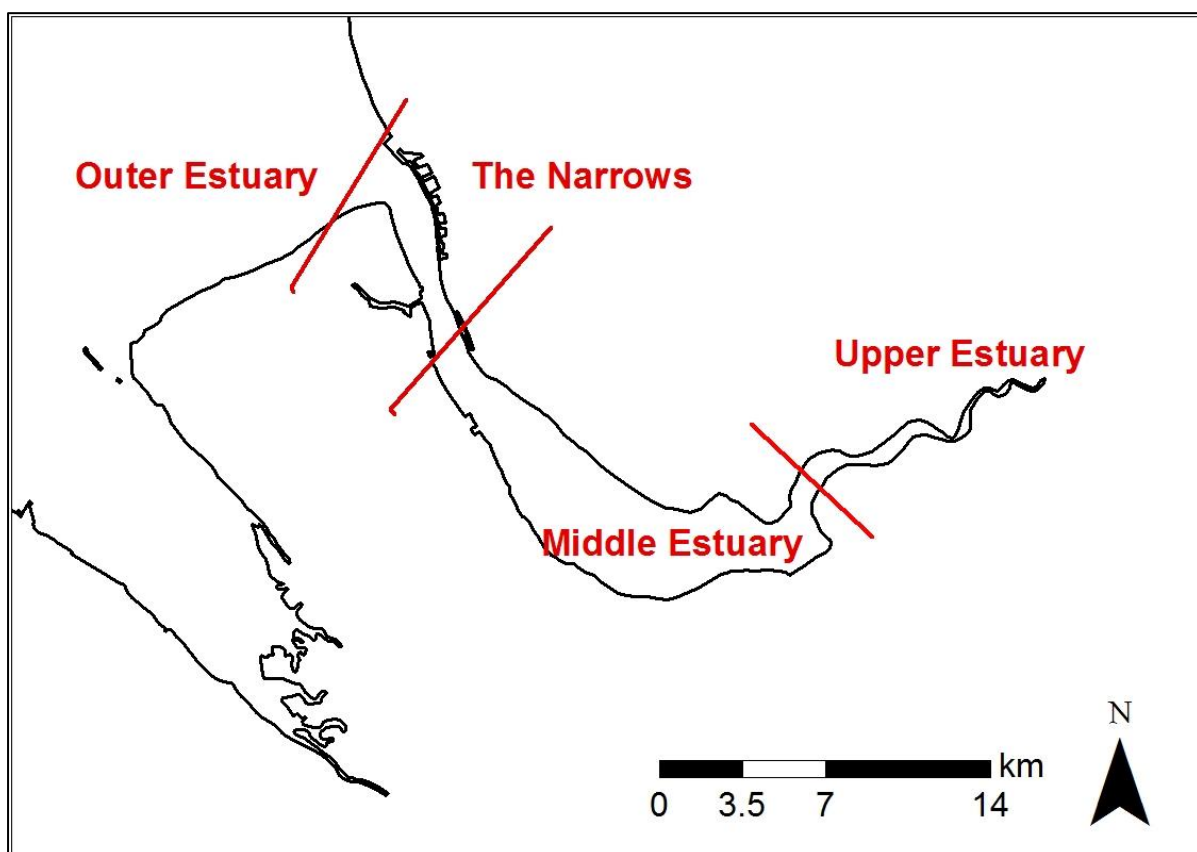 Outer Estuary
The Narrows
Upper Estuary
Middle Estuary
N
km
0 3.5 7 14